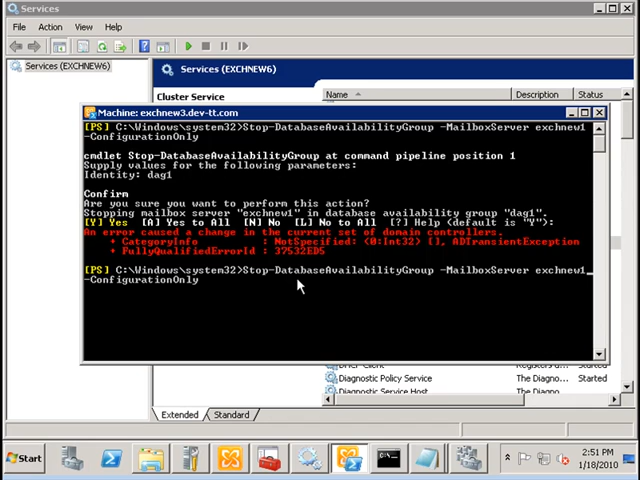 Services
File Action View Help
Services (EXCHNEW6)
Services (EXCHNEW6)
Cluster Service
Name
Description
Status
Machine: exchnew3.dev-tt.com
[PS] C:\Windows\system32>Stop-DatabaseAvailabilityGroup -MailboxServer exchnew1
-ConfigurationOnly
cmdlet Stop-DatabaseAvailabilityGroup at command pipeline position 1
Supply values for the following parameters:
Identity: dag1
Confirm
Are you sure you want to perform this action?
Stopping mailbox server "exchnew1" in database availability group "dag1".
[Y] Yes [A] Yes to All [N] No [L] No to All [?] Help (default is "Y"):
An error caused a change in the current set of domain controllers.
+ CategoryInfo : NotSpecified: (0:Int32) [], ADTransientException
+ FullyQualifiedErrorId : 37532ED5
[PS] C:\Windows\system32>Stop-DatabaseAvailabilityGroup -MailboxServer exchnew1_
-ConfigurationOnly
Diagnostic Policy Service The Diagno... Started
Diagnostic Service Host The Diagno...
Extended Standard
Start
2:51 PM
1/18/2010